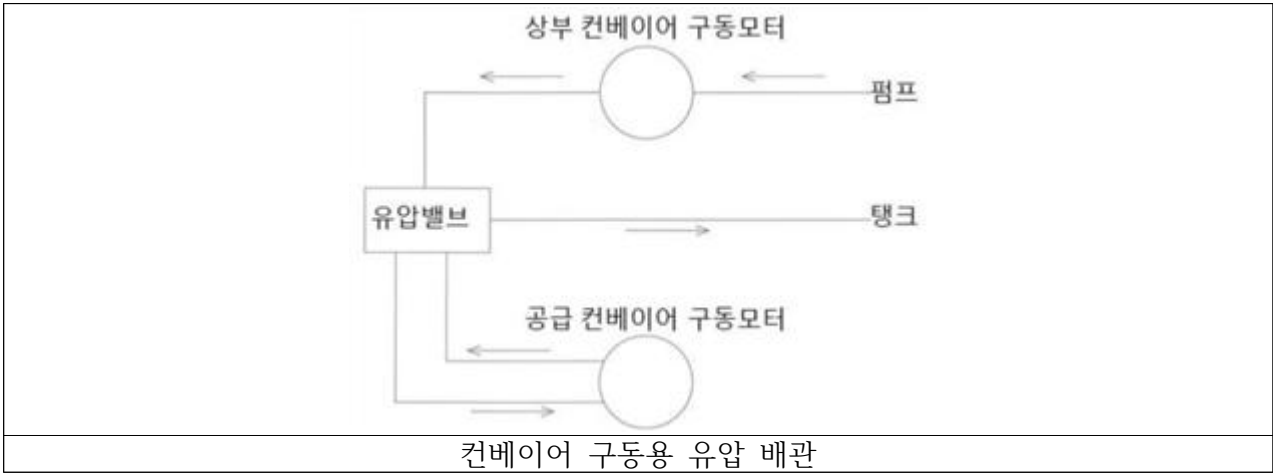 상부 컨베이어 구동모터
펌프
유압밸브
탱크
공급 컨베이어 구동모터
컨베이어 구동용 유압 배관